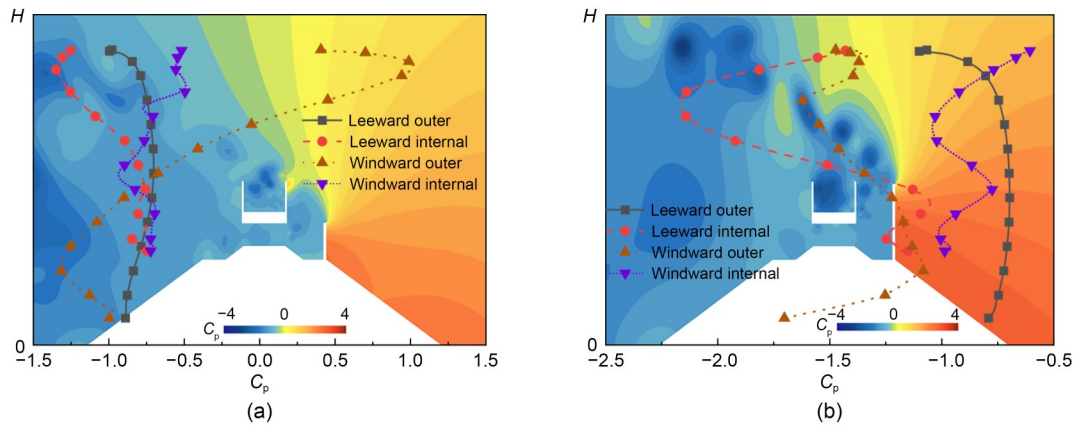 H
Leeward outer
Leeward internal
Windward outer
Windward internal
−4 0 4
Cp
0
−1.5 −1.0 −0.5 0.0 0.5 1.0 1.5
Cp
(a)
H
Leeward outer
Leeward internal
Windward outer
Windward internal
−4 0 4
Cp
0
−2.5 −2.0 −1.5 −1.0 −0.5
Cp
(b)